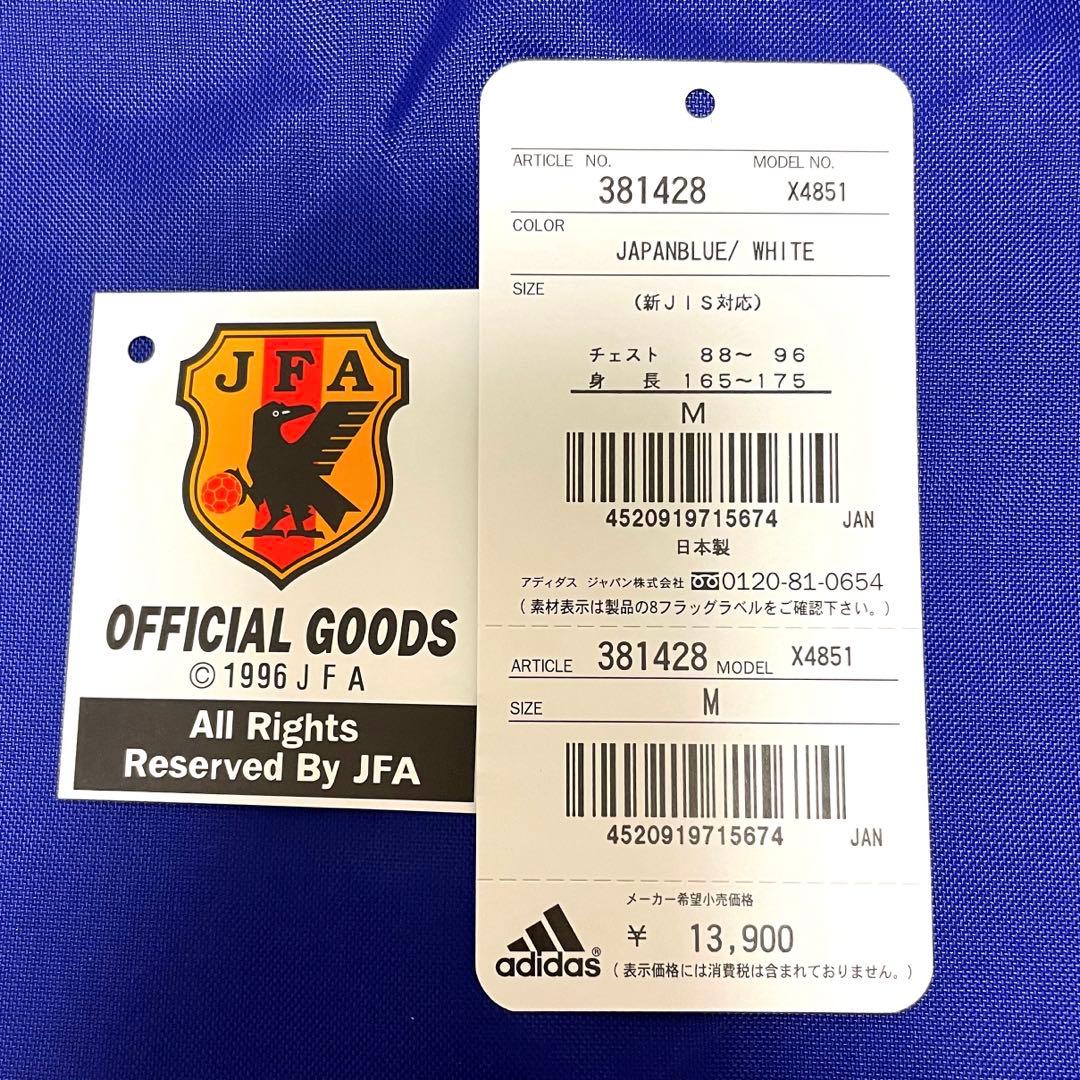 JFA
OFFICIAL GOODS
©1996 JFA
All Rights
Reserved By JFA
ARTICLE NO. MODEL NO.
381428 X4851
COLOR
JAPANBLUE/ WHITE
SIZE
(新JIS対応)
チェスト 88〜 96
身 長 165〜175
M
4520919715674 JAN
日本製
アディダス ジャパン株式会社 0120-81-0654
(素材表示は製品の8フラッグラベルをご確認下さい。)
ARTICLE 381428 MODEL X4851
SIZE M
4520919715674 JAN
メーカー希望小売価格
¥ 13,900
adidas®
(表示価格には消費税は含まれておりません。)